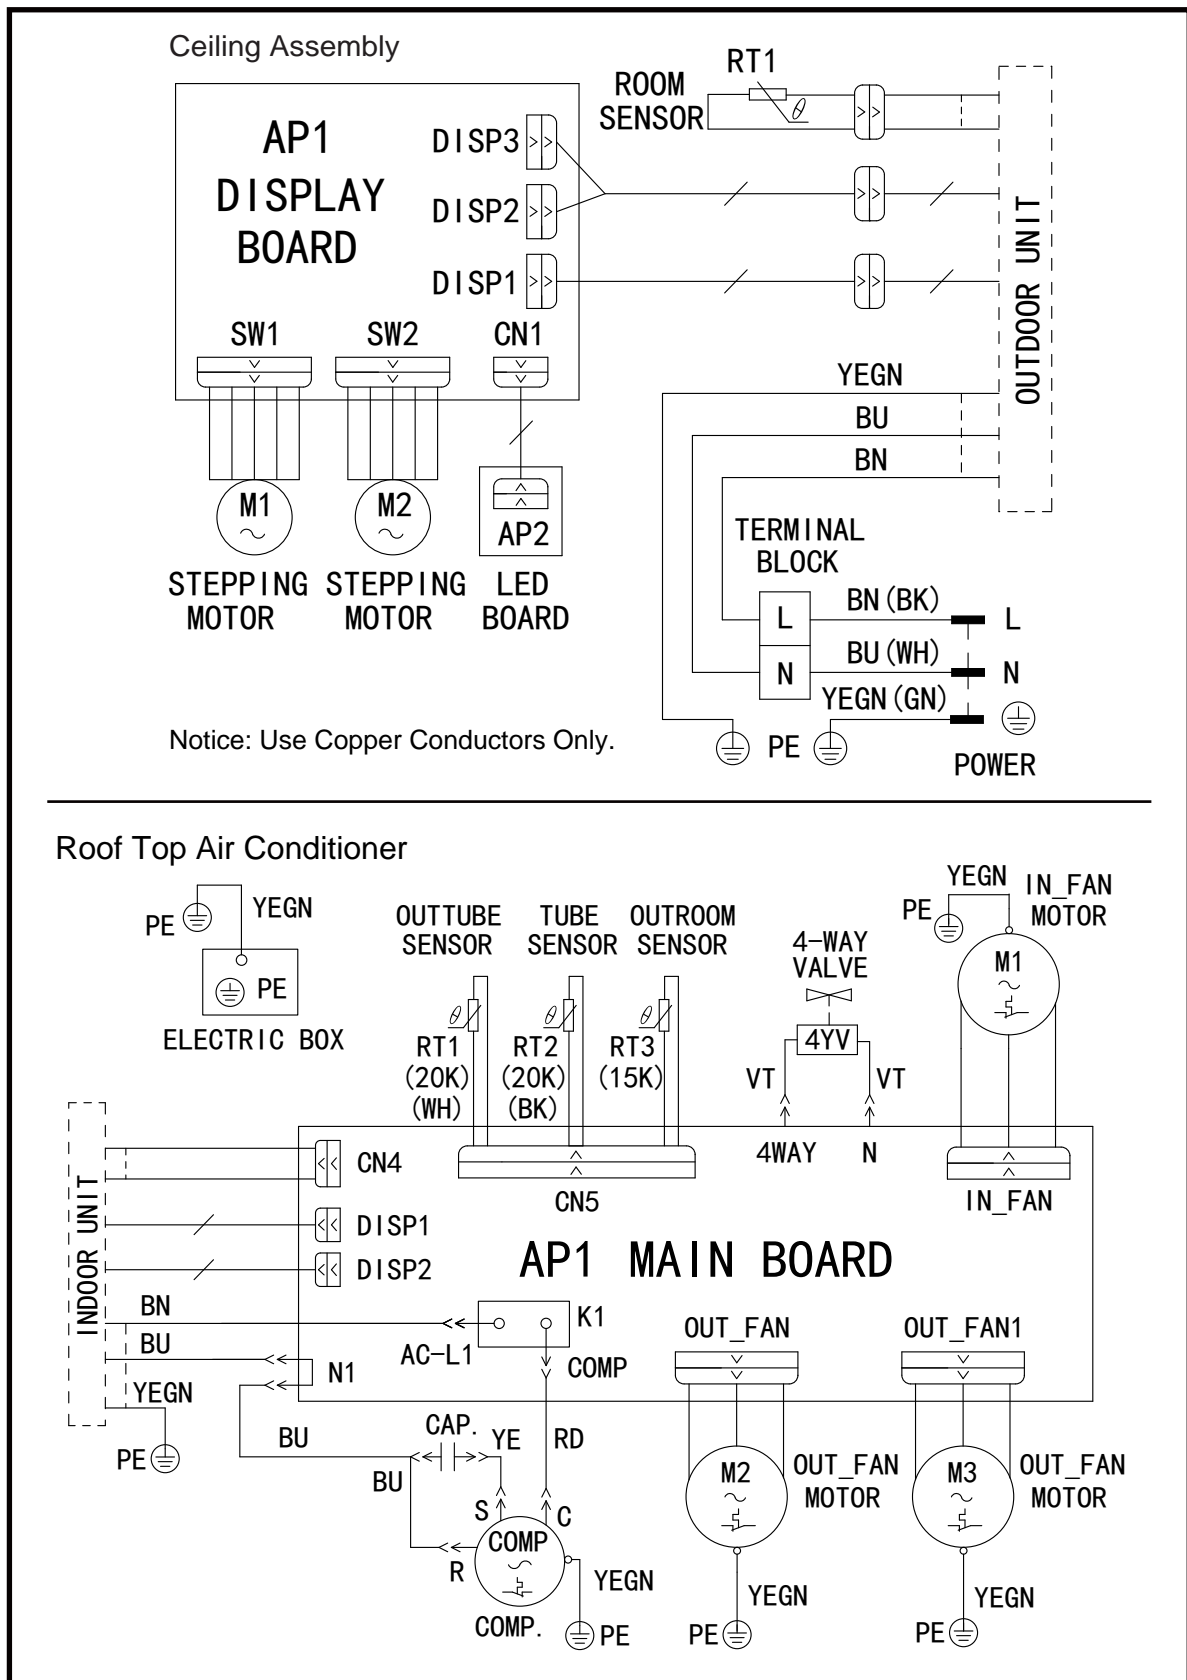 Ceiling Assembly
AP1
DISPLAY
BOARD
DISP3
DISP2
DISP1
SW1
SW2
CN1
M1
M2
AP2
STEPPING
MOTOR
STEPPING
MOTOR
LED
BOARD
ROOM
SENSOR
RT1
θ
OUTDOOR UNIT
YEGN
BU
BN
TERMINAL
BLOCK
L
BN(BK)
L
N
BU(WH)
N
YEGN(GN)
PE
POWER
Notice: Use Copper Conductors Only.
Roof Top Air Conditioner
PE
YEGN
PE
ELECTRIC BOX
OUTTUBE
SENSOR
TUBE
SENSOR
OUTROOM
SENSOR
θ
θ
θ
RT1
(20K)
(WH)
RT2
(20K)
(BK)
RT3
(15K)
4-WAY
VALVE
4YV
VT
VT
4WAY
N
YEGN
PE
IN_FAN
MOTOR
M1
IN_FAN
INDOOR UNIT
CN4
DISP1
DISP2
CN5
AP1 MAIN BOARD
BN
BU
YEGN
PE
AC-L1
K1
COMP
N1
OUT_FAN
OUT_FAN1
BU
BU
CAP.
YE
RD
S
C
R
COMP
COMP.
YEGN
PE
M2
OUT_FAN
MOTOR
YEGN
PE
M3
OUT_FAN
MOTOR
YEGN
PE